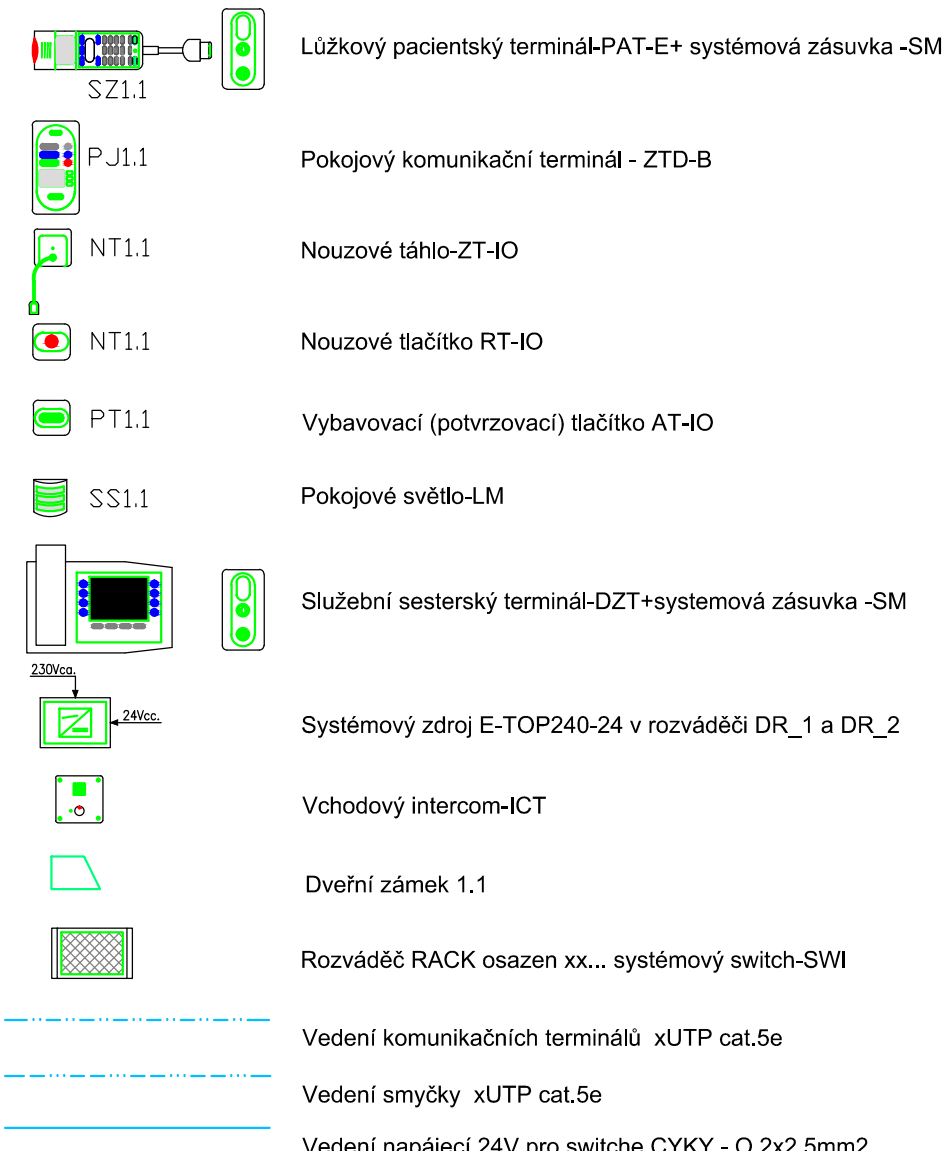 Lůžkový pacientský terminál-PAT-E+ systémová zásuvka -SM
SZ1.1
PJ1.1
Pokojový komunikační terminál - ZTD-B
NT1.1
Nouzové táhlo-ZT-IO
NT1.1
Nouzové tlačítko RT-IO
PT1.1
Vybavovací (potvrzovací) tlačítko AT-IO
SS1.1
Pokojové světlo-LM
Služební sesterský terminál-DZT+systemová zásuvka -SM
230Vca.
24Vcc.
Systémový zdroj E-TOP240-24 v rozváděči DR_1 a DR_2
Vchodový intercom-ICT
Dveřní zámek 1.1
Rozváděč RACK osazen xx... systémový switch-SWI
Vedení komunikačních terminálů xUTP cat.5e
Vedení smyčky xUTP cat.5e
Vedení napájecí 24V pro switche CYKY - O 2x2,5mm2